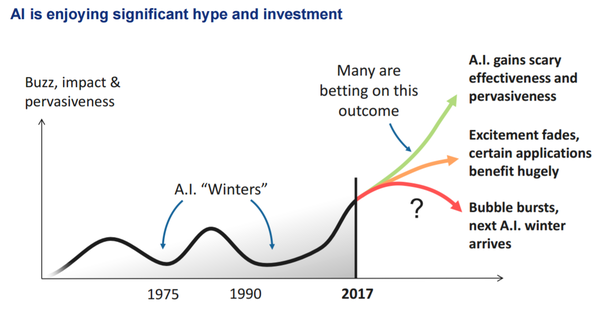 AI is enjoying significant hype and investment
Buzz, impact &
pervasiveness
Many are
betting on this
outcome
A.I. gains scary
effectiveness and
pervasiveness
Excitement fades,
certain applications
benefit hugely
A.I. “Winters”
?
Bubble bursts,
next A.I. winter
arrives
1975
1990
2017